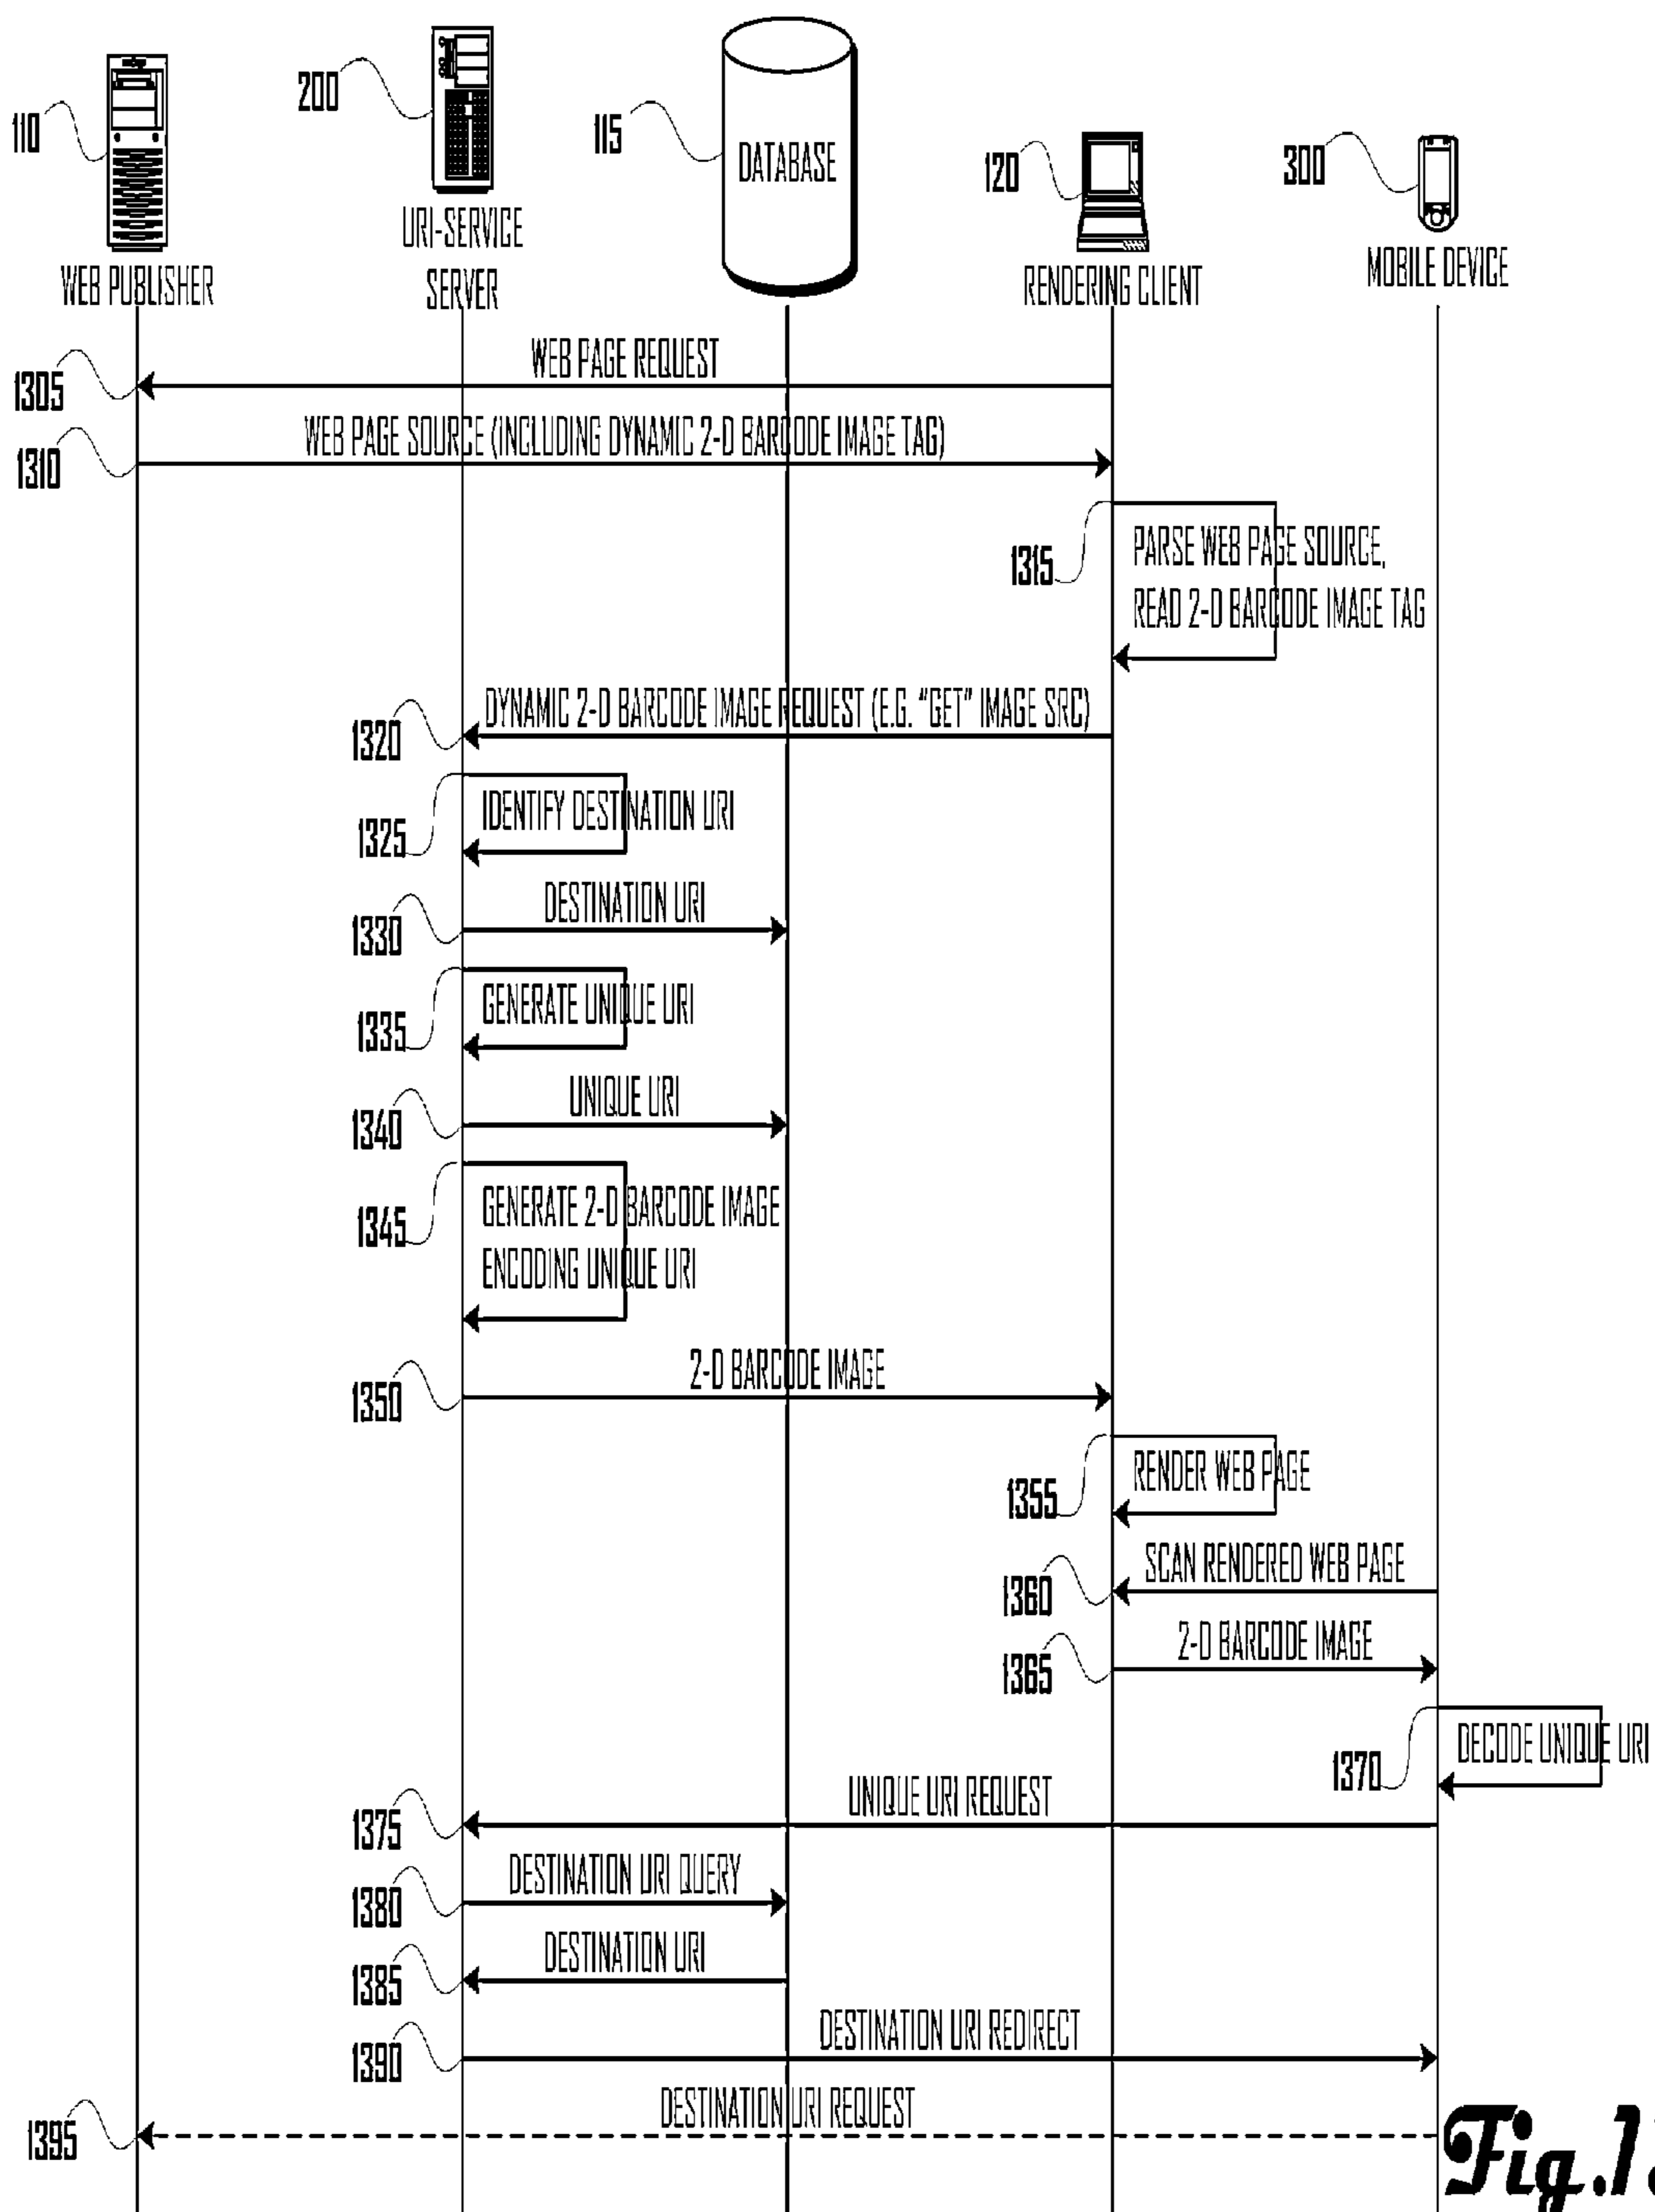 200
110
115
DATABASE
120
300
URI-SERVICE
SERVER
WEB PUBLISHER
RENDERING CLIENT
MOBILE DEVICE
WEB PAGE REQUEST
1305
WEB PAGE SOURCE (INCLUDING DYNAMIC 2-D BARCODE IMAGE TAG)
1310
1315
PARSE WEB PAGE SOURCE,
READ 2-D BARCODE IMAGE TAG
DYNAMIC 2-D BARCODE IMAGE REQUEST (E.G. "GET" IMAGE SRC)
1320
IDENTIFY DESTINATION URI
1325
DESTINATION URI
1330
GENERATE UNIQUE URI
1335
UNIQUE URI
1340
1345
GENERATE 2-D BARCODE IMAGE
ENCODING UNIQUE URI
2-D BARCODE IMAGE
1350
RENDER WEB PAGE
1355
SCAN RENDERED WEB PAGE
1360
2-D BARCODE IMAGE
1365
DECODE UNIQUE URI
1370
UNIQUE URI REQUEST
1375
DESTINATION URI QUERY
1380
DESTINATION URI
1385
DESTINATION URI REDIRECT
1390
DESTINATION URI REQUEST
1395
Fig.1